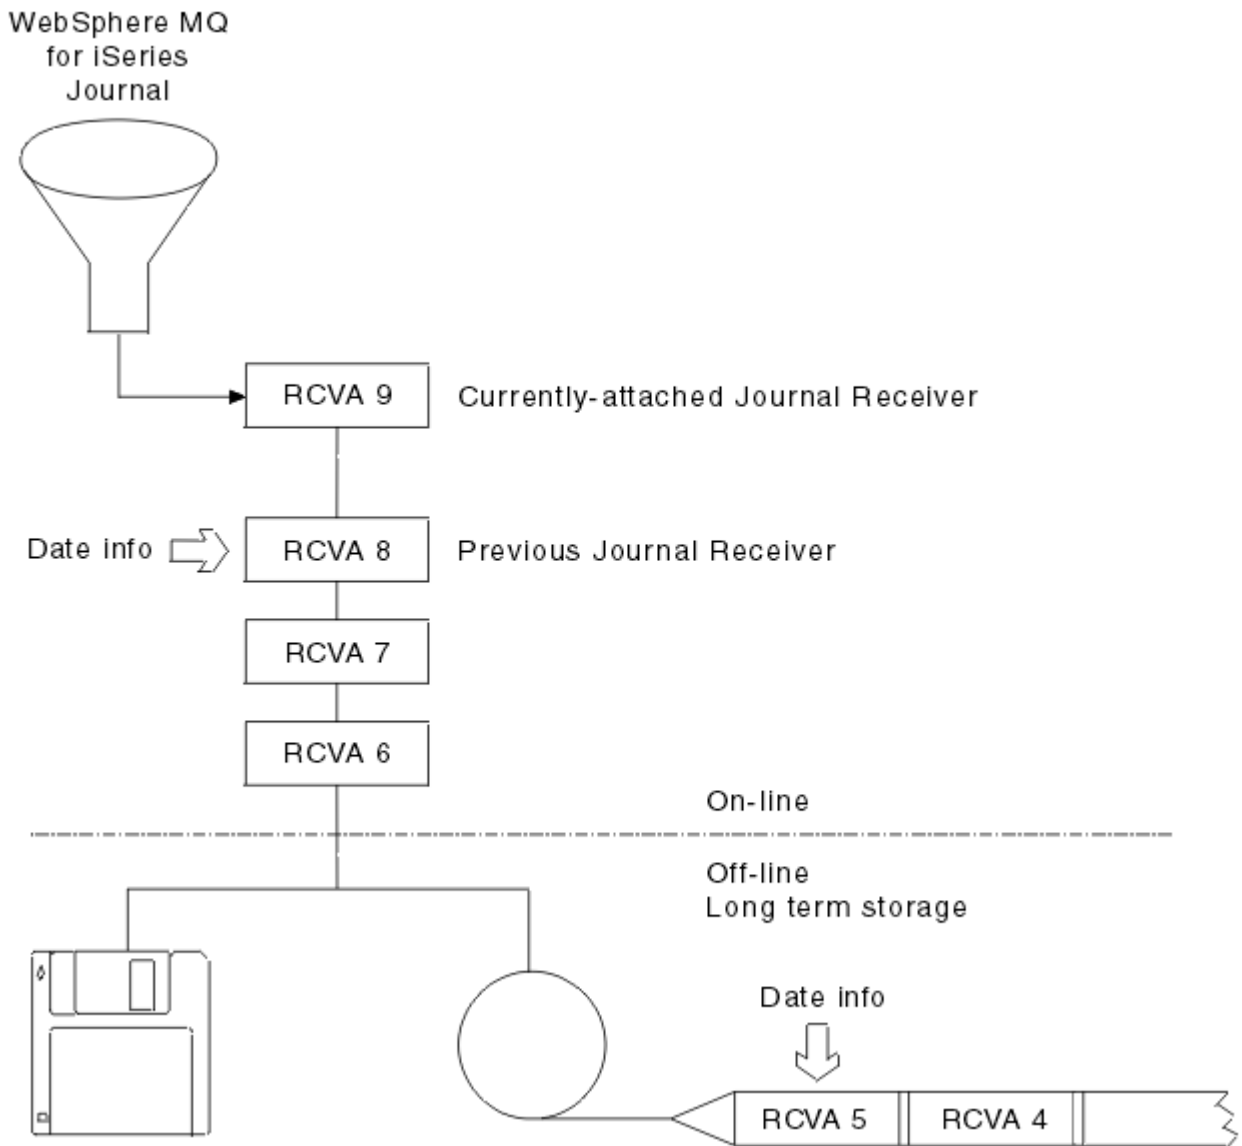 WebSphere MQ
for iSeries
Journal
RCVA 9
Currently-attached Journal Receiver
Date info
RCVA 8
Previous Journal Receiver
RCVA 7
RCVA 6
On-line
Off-line
Long term storage
Date info
RCVA 5
RCVA 4